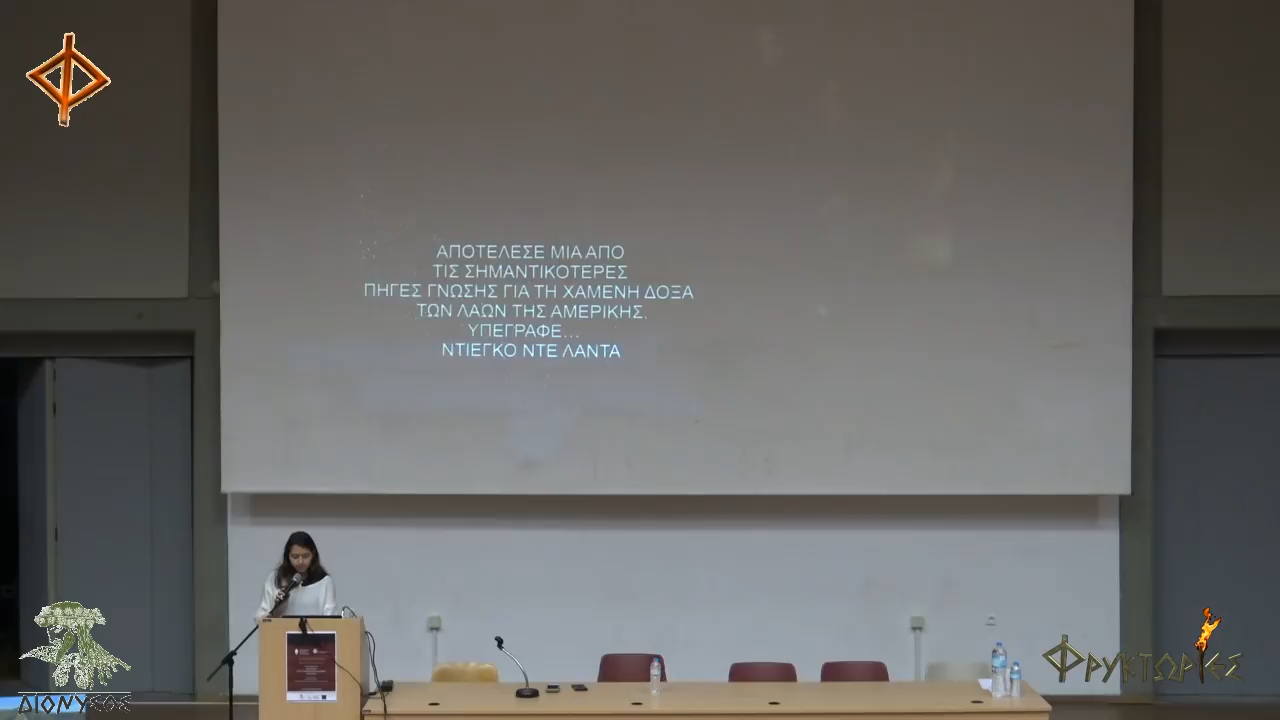 ΑΠΟΤΕΛΕΣΕ ΜΙΑ ΑΠΟ
ΤΙΣ ΣΗΜΑΝΤΙΚΟΤΕΡΕΣ
ΠΗΓΕΣ ΓΝΩΣΗΣ ΓΙΑ ΤΗ ΧΑΜΕΝΗ ΔΟΞΑ
ΤΩΝ ΛΑΩΝ ΤΗΣ ΑΜΕΡΙΚΗΣ.
ΥΠΕΓΡΑΦΕ...
ΝΤΙΕΓΚΟ ΝΤΕ ΛΑΝΤΑ
ΔΙΟΝΥΣΟΣ
ΦΡΥΚΤΩΡΙΕΣ